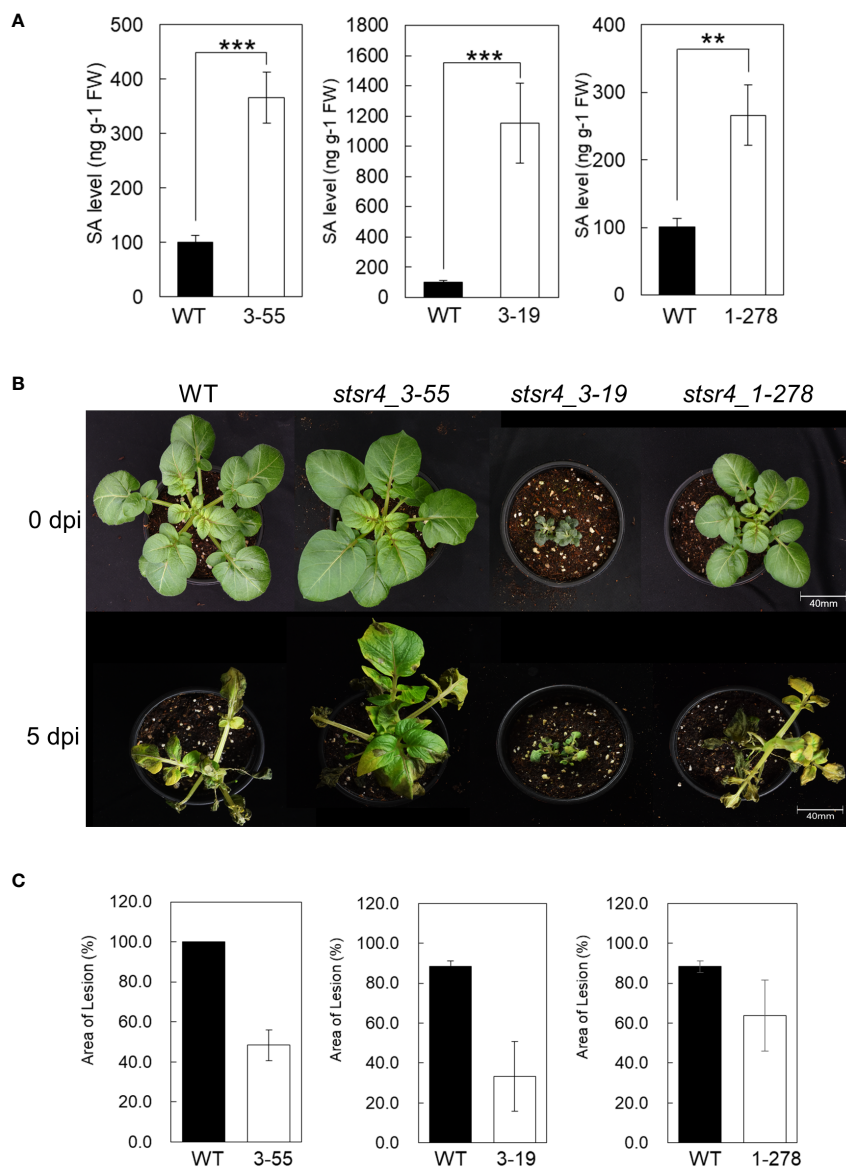 A
SA level (ng g-1 FW)
500
400
300
200
100
0
***
WT 3-55
SA level (ng g-1 FW)
1800
1600
1400
1200
1000
800
600
400
200
0
***
WT 3-19
SA level (ng g-1 FW)
400
300
200
100
0
**
WT 1-278
B
WT stsr4_3-55 stsr4_3-19 stsr4_1-278
0 dpi
40mm
5 dpi
40mm
C
Area of Lesion (%)
120.0
100.0
80.0
60.0
40.0
20.0
0.0
WT 3-55
Area of Lesion (%)
120.0
100.0
80.0
60.0
40.0
20.0
0.0
WT 3-19
Area of Lesion (%)
120.0
100.0
80.0
60.0
40.0
20.0
0.0
WT 1-278